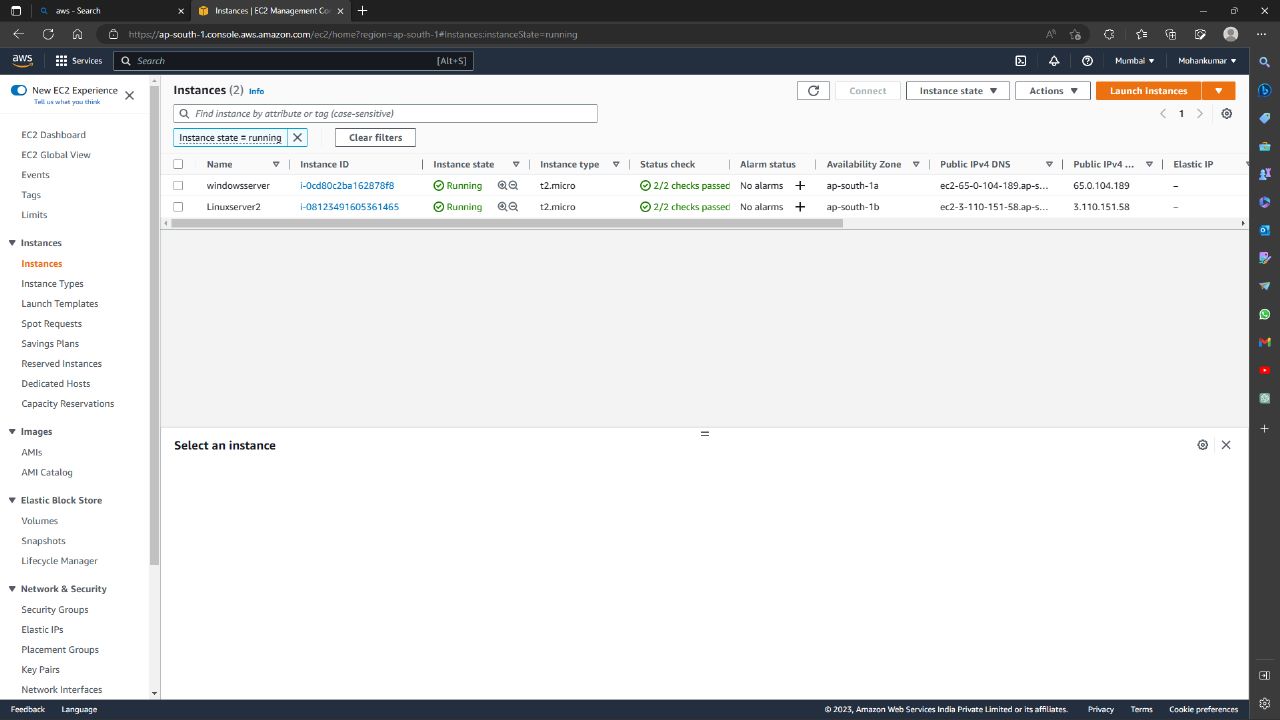 aws - Search
Instances | EC2 Management Co
https://ap-south-1.console.aws.amazon.com/ec2/home?region=ap-south-1#Instances:instanceState=running
aws
Services
Search
[Alt+S]
Mumbai
Mohankumar
New EC2 Experience
Tell us what you think
EC2 Dashboard
EC2 Global View
Events
Tags
Limits
Instances
Instances
Instance Types
Launch Templates
Spot Requests
Savings Plans
Reserved Instances
Dedicated Hosts
Capacity Reservations
Images
AMIs
AMI Catalog
Elastic Block Store
Volumes
Snapshots
Lifecycle Manager
Network & Security
Security Groups
Elastic IPs
Placement Groups
Key Pairs
Network Interfaces
Instances (2) Info
Connect
Instance state
Actions
Launch instances
Find instance by attribute or tag (case-sensitive)
1
Instance state = running
Clear filters
Name Instance ID Instance state Instance type Status check Alarm status Availability Zone Public IPv4 DNS Public IPv4 ... Elastic IP
windowsserver i-0cd80c2ba162878f8 Running t2.micro 2/2 checks passed No alarms + ap-south-1a ec2-65-0-104-189.ap-s... 65.0.104.189 –
Linuxserver2 i-08123491605361465 Running t2.micro 2/2 checks passed No alarms + ap-south-1b ec2-3-110-151-58.ap-s... 3.110.151.58 –
Select an instance
Feedback Language
© 2023, Amazon Web Services India Private Limited or its affiliates. Privacy Terms Cookie preferences